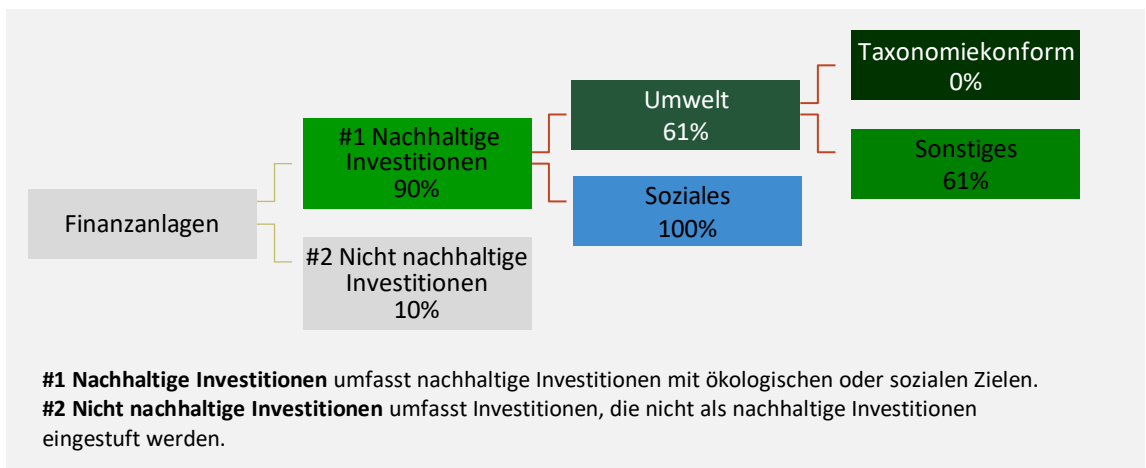 Finanzanlagen
#1 Nachhaltige
Investitionen
90%
#2 Nicht nachhaltige
Investitionen
10%
Umwelt
61%
Soziales
100%
Taxonomiekonform
0%
Sonstiges
61%
#1 Nachhaltige Investitionen umfasst nachhaltige Investitionen mit ökologischen oder sozialen Zielen.
#2 Nicht nachhaltige Investitionen umfasst Investitionen, die nicht als nachhaltige Investitionen
eingestuft werden.